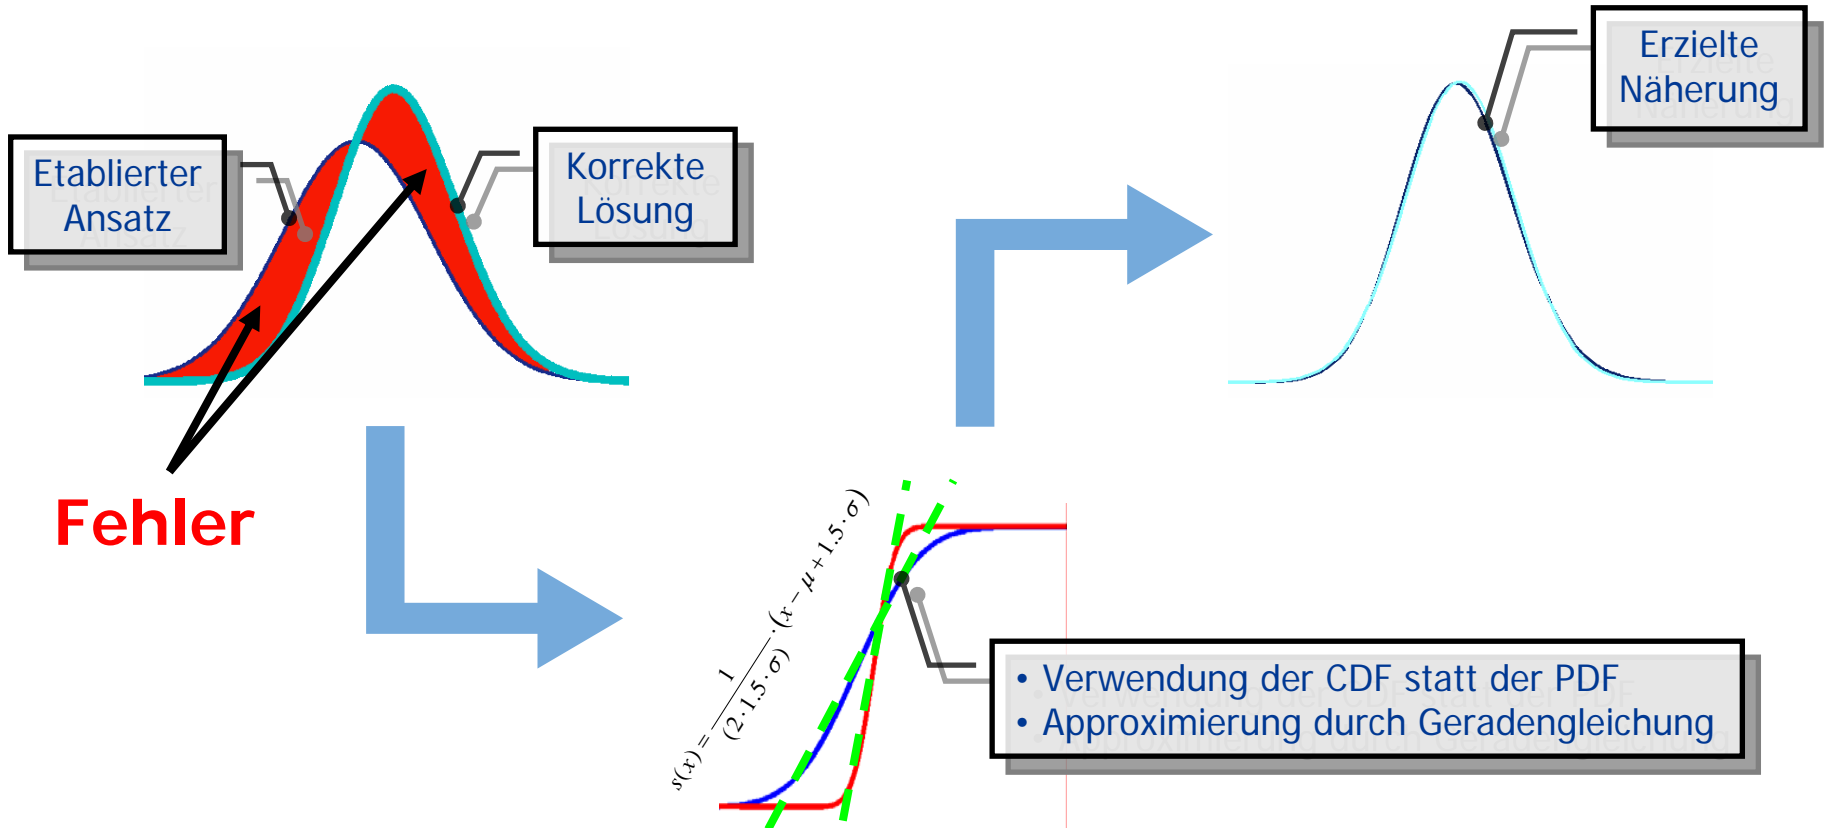 Etablierter
Ansatz
Korrekte
Lösung
Erzielte
Näherung
Fehler
s(x) = 1/(2·1.5·σ) · (x − μ + 1.5·σ)
• Verwendung der CDF statt der PDF
• Approximierung durch Geradengleichung